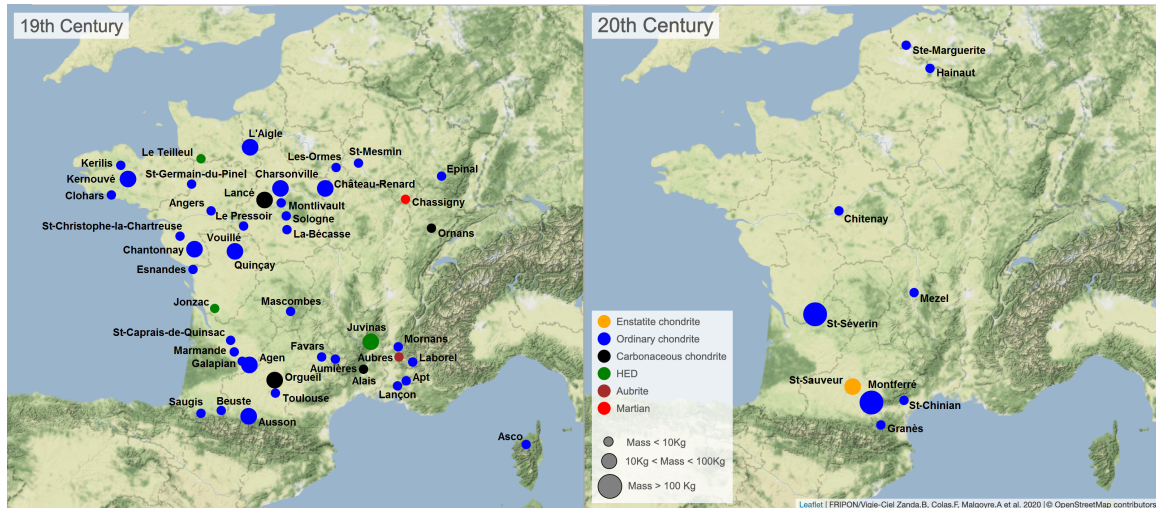 19th Century
L'Aigle
Le Teilleul
Kerilis
St-Germain-du-Pinel
Les-Ormes
St-Mesmin
Epinal
Kernouvé
Charsonville
Château-Renard
Clohars
Lancé
Chassigny
Angers
Montlivault
Le Pressoir
Sologne
St-Christophe-la-Chartreuse
La-Bécasse
Ornans
Vouillé
Chantonnay
Quinçay
Esnandes
Jonzac
Mascombes
Juvinas
St-Caprais-de-Quinsac
Mornans
Marmande
Favars
Agen
Aubres
Laborel
Galapian
Aumières
Orgueil
Alais
Apt
Toulouse
Lançon
Saugis
Beuste
Ausson
Asco
20th Century
Ste-Marguerite
Hainaut
Chitenay
Mezel
St-Séverin
St-Sauveur
Montferré
St-Chinian
Granès
Enstatite chondrite
Ordinary chondrite
Carbonaceous chondrite
HED
Aubrite
Martian
Mass < 10Kg
10Kg < Mass < 100Kg
Mass > 100 Kg
Leaflet | FRIPON/Vigie-Ciel Zanda.B, Colas.F, Malgoyre.A et al. 2020 | © OpenStreetMap contributors